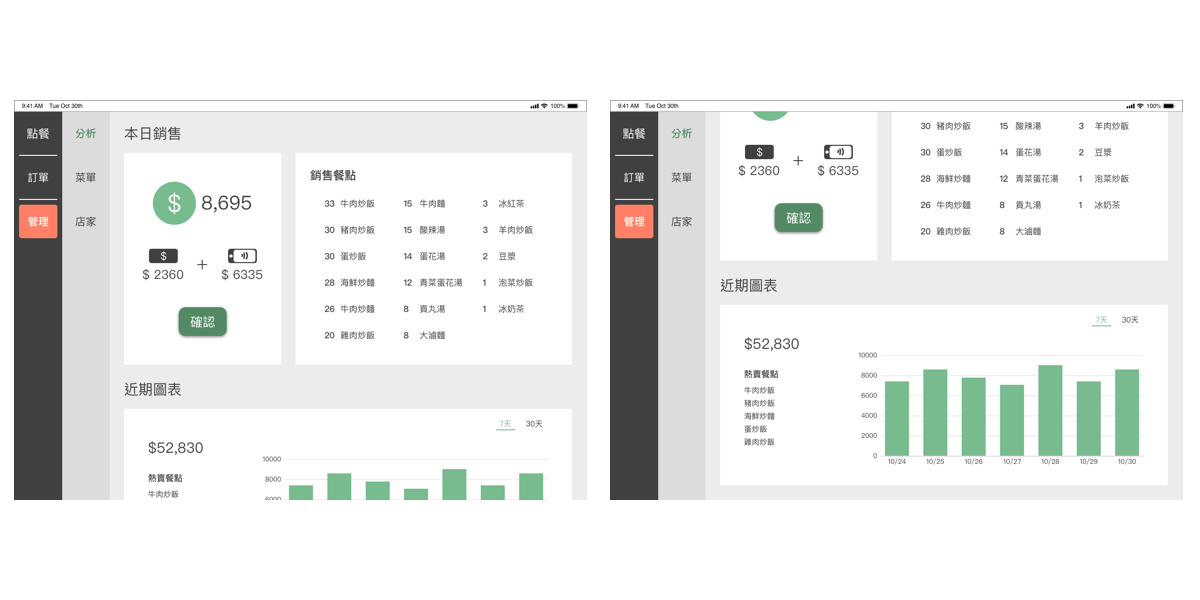 9:41 AM Tue Oct 30th 100%
點餐
訂單
管理
分析
菜單
店家
本日銷售
$ 8,695
$
$ 2360 + $ 6335
確認
銷售餐點
33 牛肉炒飯 15 牛肉麵 3 冰紅茶
30 豬肉炒飯 15 酸辣湯 3 羊肉炒飯
30 蛋炒飯 14 蛋花湯 2 豆漿
28 海鮮炒麵 12 青菜蛋花湯 1 泡菜炒飯
26 牛肉炒麵 8 貢丸湯 1 冰奶茶
20 雞肉炒飯 8 大滷麵
近期圖表
7天 30天
$52,830
熱賣餐點
牛肉炒飯
10000
8000
6000
9:41 AM Tue Oct 30th 100%
點餐
訂單
管理
分析
菜單
店家
$
$ 2360 + $ 6335
確認
30 豬肉炒飯 15 酸辣湯 3 羊肉炒飯
30 蛋炒飯 14 蛋花湯 2 豆漿
28 海鮮炒麵 12 青菜蛋花湯 1 泡菜炒飯
26 牛肉炒麵 8 貢丸湯 1 冰奶茶
20 雞肉炒飯 8 大滷麵
近期圖表
7天 30天
$52,830
熱賣餐點
牛肉炒飯
豬肉炒飯
海鮮炒麵
蛋炒飯
雞肉炒飯
10000
8000
6000
4000
2000
0
10/24 10/25 10/26 10/27 10/28 10/29 10/30